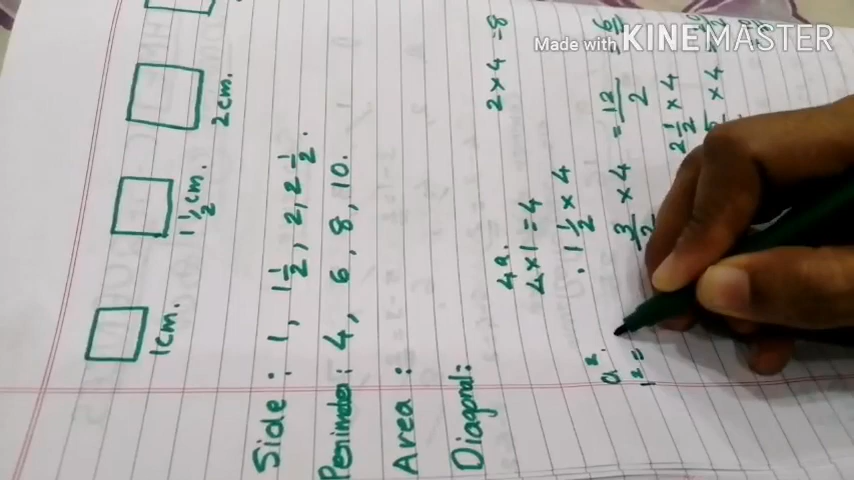 1cm.
1 1/2 cm.
2cm.
Side : 1, 1 1/2, 2, 2 1/2.
Perimeter: 4, 6, 8, 10.
Area :
Diagonal:
4a.
4×1=4
1 1/2 × 4
3/2 × 4 = 12/2 = 6
2×4=8
2 1/2 × 4
a².
1²=
Made with KINEMASTER